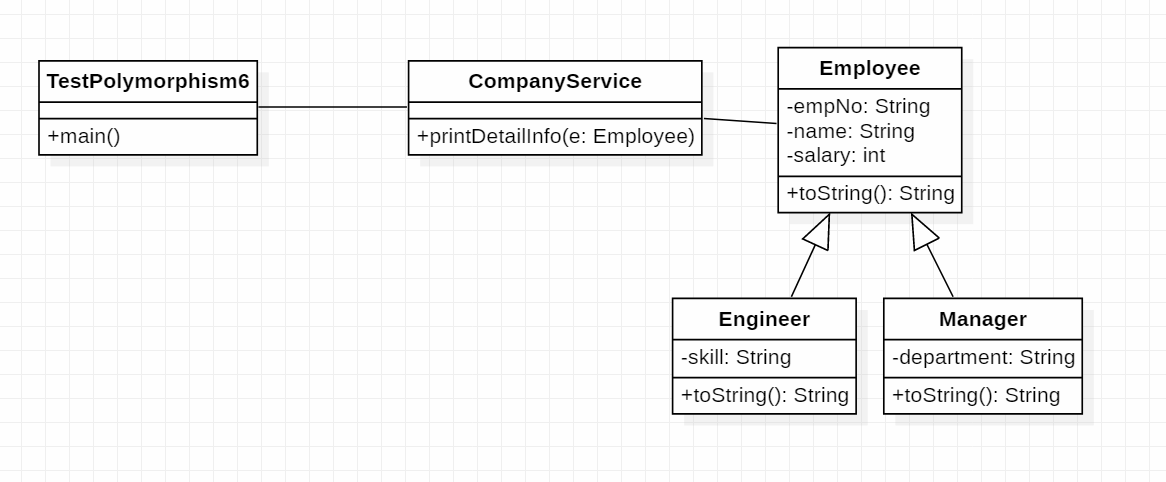 TestPolymorphism6
+main()
CompanyService
+printDetailInfo(e: Employee)
Employee
-empNo: String
-name: String
-salary: int
+toString(): String
Engineer
-skill: String
+toString(): String
Manager
-department: String
+toString(): String